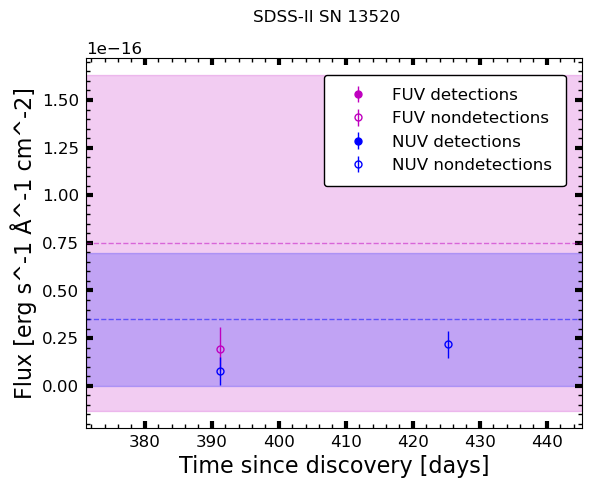 SDSS-II SN 13520
1e−16
1.50
1.25
1.00
0.75
0.50
0.25
0.00
Flux [erg s^-1 Å^-1 cm^-2]
FUV detections
FUV nondetections
NUV detections
NUV nondetections
380 390 400 410 420 430 440
Time since discovery [days]